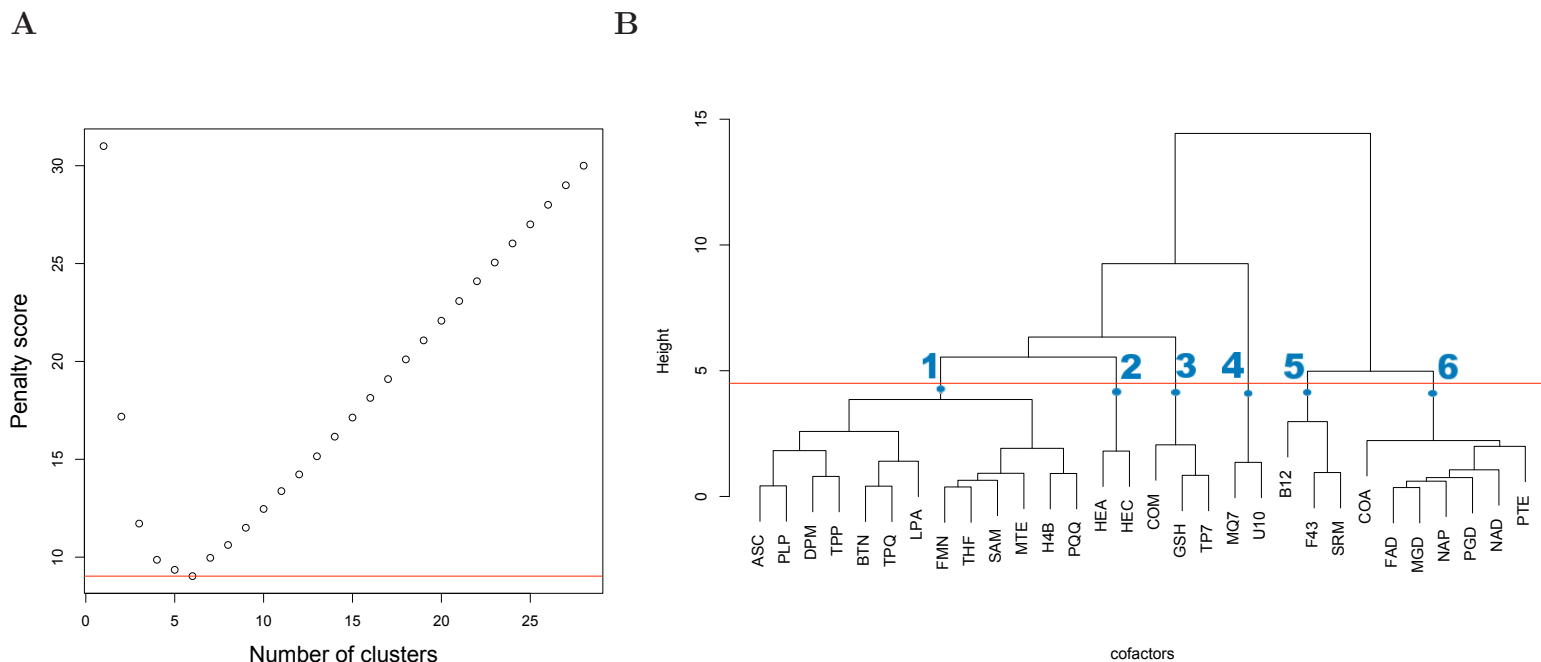 A
B
30
25
20
15
10
Penalty score
0
5
10
15
20
25
Number of clusters
15
10
5
0
Height
1
2
3
4
5
6
ASC
PLP
DPM
TPP
BTN
TPQ
LPA
FMN
THF
SAM
MTE
H4B
PQQ
HEA
HEC
COM
GSH
TP7
MQ7
U10
B12
F43
SRM
COA
FAD
MGD
NAP
PGD
NAD
PTE
cofactors